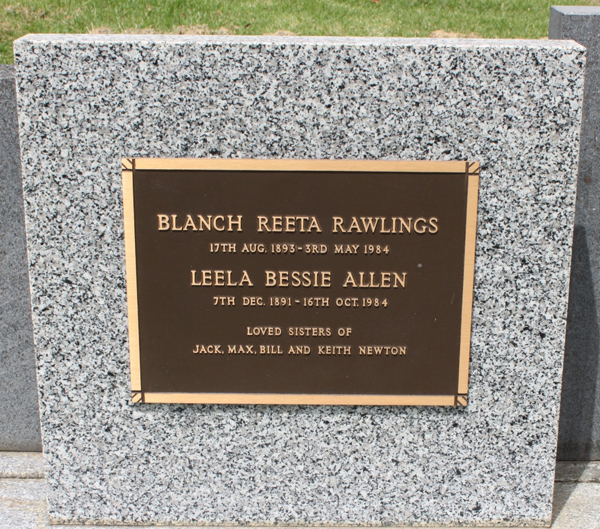 BLANCH REETA RAWLINGS
17TH AUG. 1893-3RD MAY 1984
LEELA BESSIE ALLEN
7TH DEC. 1891-16TH OCT. 1984
LOVED SISTERS OF
JACK, MAX, BILL AND KEITH NEWTON